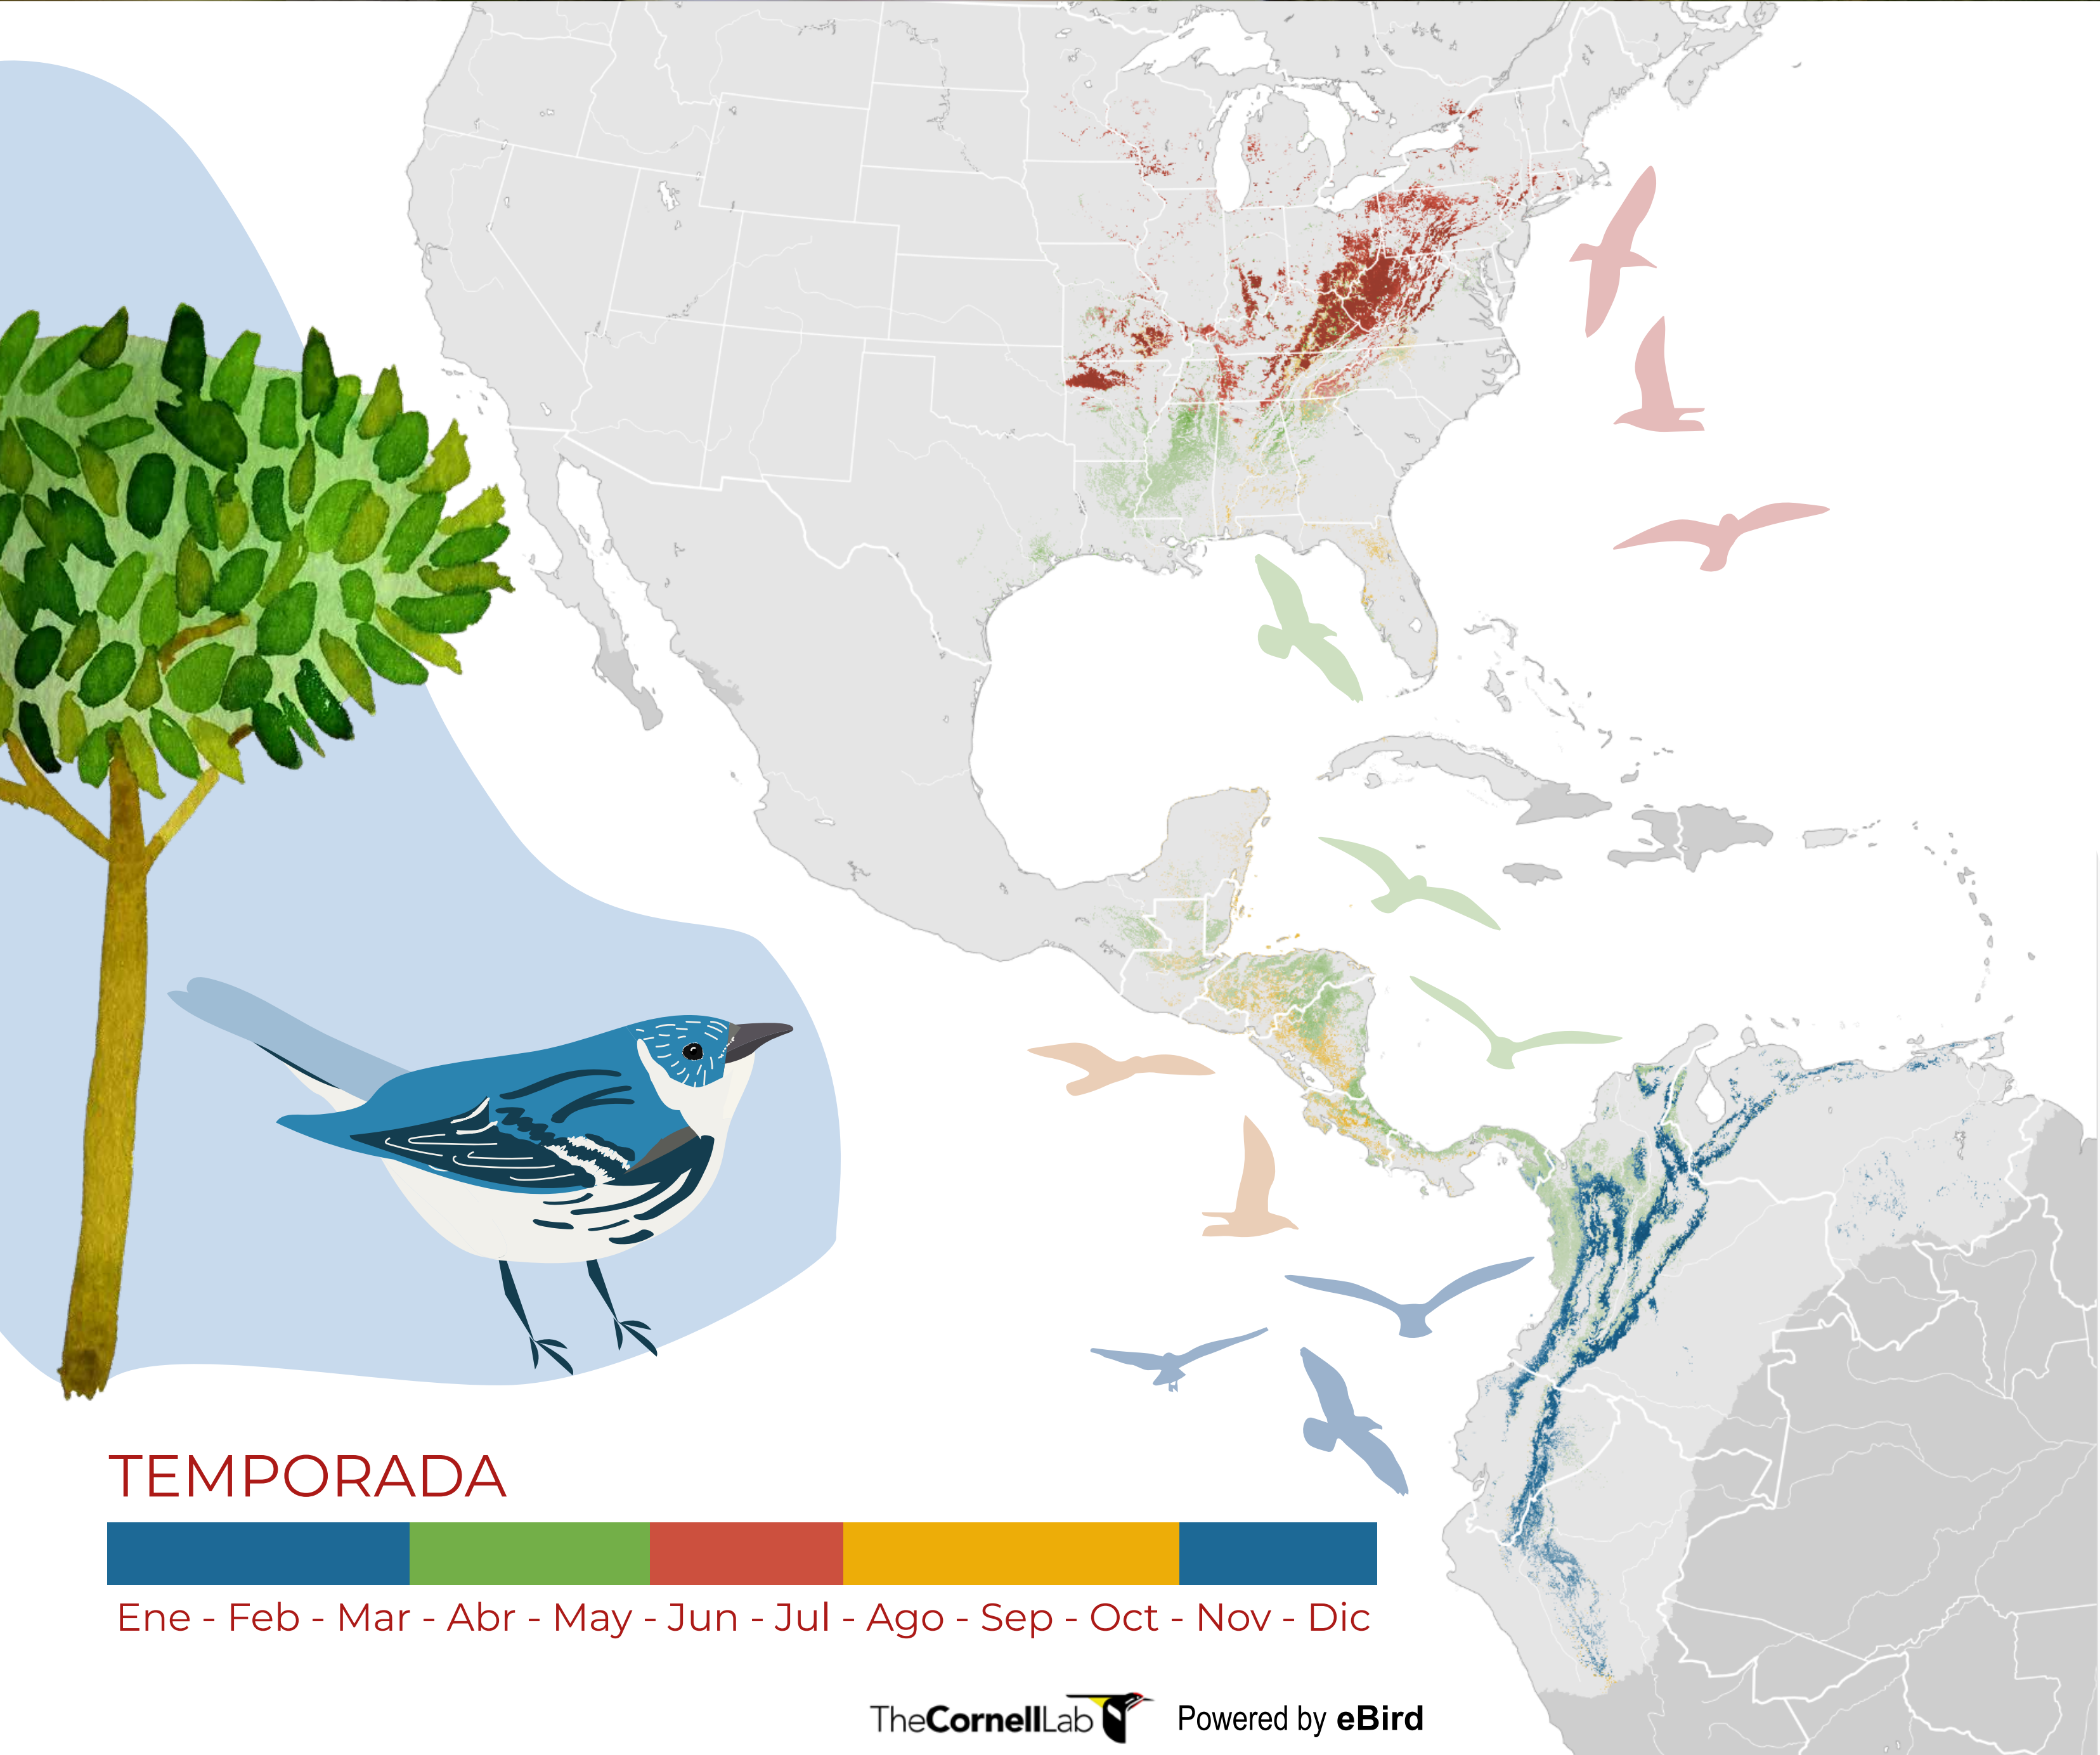 TEMPORADA
Ene - Feb - Mar - Abr - May - Jun - Jul - Ago - Sep - Oct - Nov - Dic
TheCornellLab Powered by eBird